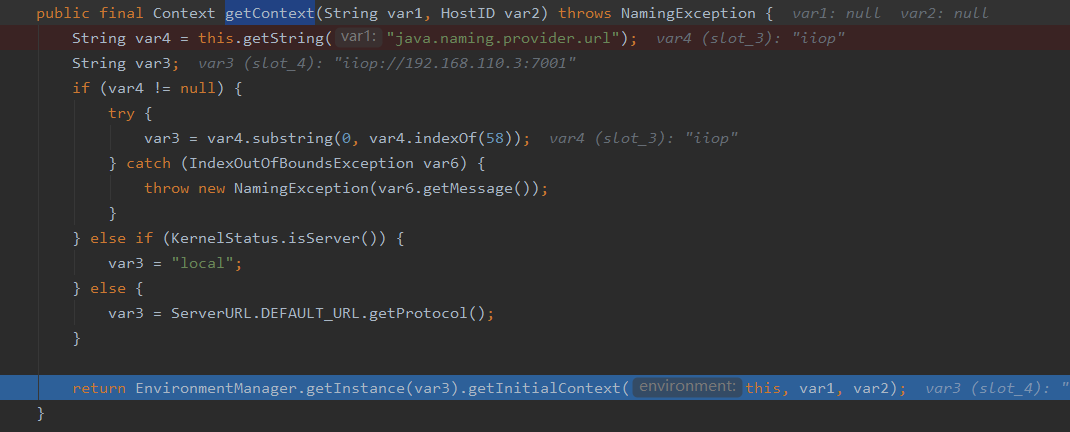 public final Context getContext(String var1, HostID var2) throws NamingException {  var1: null  var2: null
    String var4 = this.getString( var1: "java.naming.provider.url");  var4 (slot_3): "iiop"
    String var3;  var3 (slot_4): "iiop://192.168.110.3:7001"
    if (var4 != null) {
        try {
            var3 = var4.substring(0, var4.indexOf(58));  var4 (slot_3): "iiop"
        } catch (IndexOutOfBoundsException var6) {
            throw new NamingException(var6.getMessage());
        }
    } else if (KernelStatus.isServer()) {
        var3 = "local";
    } else {
        var3 = ServerURL.DEFAULT_URL.getProtocol();
    }
    return EnvironmentManager.getInstance(var3).getInitialContext( environment: this, var1, var2);  var3 (slot_4): "
}